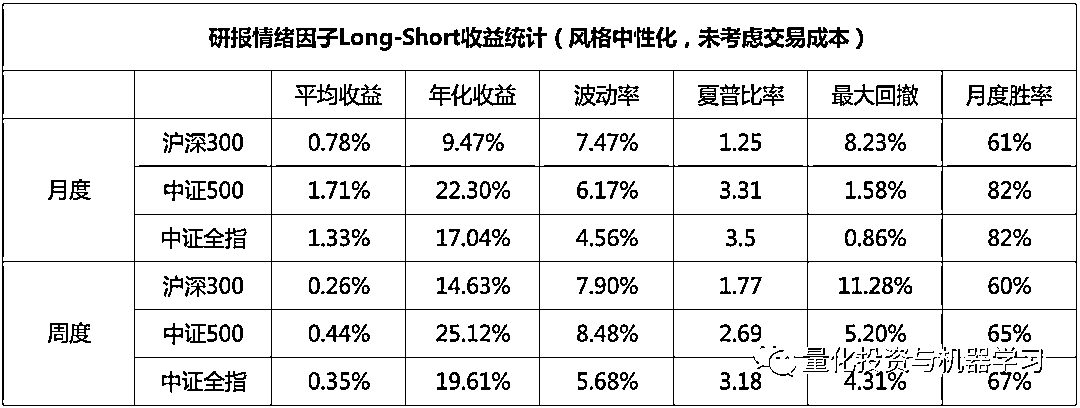 研报情绪因子Long-Short收益统计（风格中性化，未考虑交易成本）
平均收益 年化收益 波动率 夏普比率 最大回撤 月度胜率
月度 沪深300 0.78% 9.47% 7.47% 1.25 8.23% 61%
中证500 1.71% 22.30% 6.17% 3.31 1.58% 82%
中证全指 1.33% 17.04% 4.56% 3.5 0.86% 82%
周度 沪深300 0.26% 14.63% 7.90% 1.77 11.28% 60%
中证500 0.44% 25.12% 8.48% 2.69 5.20% 65%
中证全指 0.35% 19.61% 5.68% 3.18 4.31% 67%
量化投资与机器学习